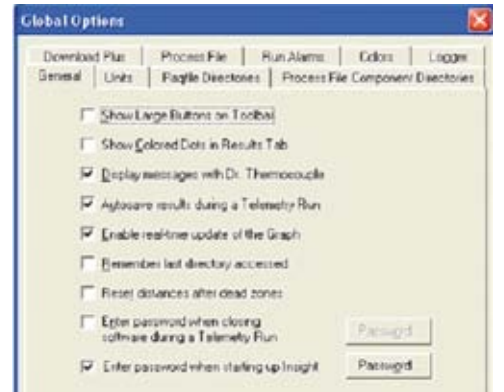 Global Options
Download Plus Process File Run Alarms Colors Logger
General Units Paqfile Directories Process File Component Directories
Show Large Buttons on Toolbar
Show Colored Dots in Results Tab
Display messages with Dr. Thermocouple
Autosave results during a Telemetry Run
Enable real-time update of the Graph
Remember last directory accessed
Reset distances after dead zones
Enter password when closing
software during a Telemetry Run
Password
Enter password when starting up Insight
Password